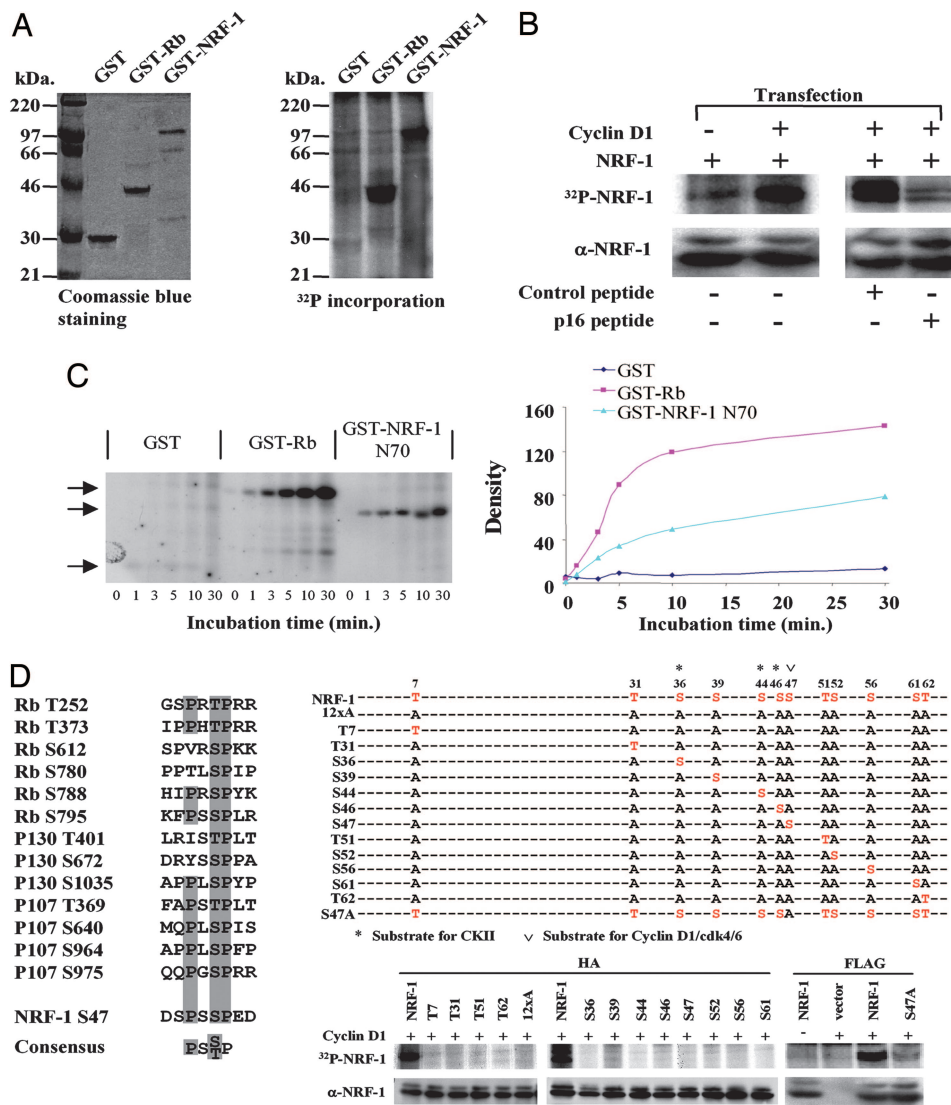 A
GST
GST-Rb
GST-NRF-1
kDa.
220
97
66
46
30
21
Coomassie blue
staining
GST
GST-Rb
GST-NRF-1
kDa.
220
97
66
46
30
21
³²P incorporation
B
Transfection
Cyclin D1 - + + +
NRF-1 + + + +
³²P-NRF-1
α-NRF-1
Control peptide - - + -
p16 peptide - - - +
C
GST GST-Rb GST-NRF-1 N70
0 1 3 5 10 30 0 1 3 5 10 30 0 1 3 5 10 30
Incubation time (min.)
GST
GST-Rb
GST-NRF-1 N70
Density
160
120
80
40
0
0 5 10 15 20 25 30
Incubation time (min.)
D
Rb T252 GSPRTPRR
Rb T373 IPPHTPRR
Rb S612 SPVRSPKK
Rb S780 PPTLSPIP
Rb S788 HIPRSPYK
Rb S795 KFPSSPLR
P130 T401 LRISTPLT
P130 S672 DRYSSPPA
P130 S1035 APPLSPYP
P107 T369 FAPSTPLT
P107 S640 MQPLSPIS
P107 S964 APPLSPFP
P107 S975 QQPGSPRR
NRF-1 S47 DSPSSPED
Consensus PS S/T P
* * * v
7 31 36 39 44 46 47 51 52 56 61 62
NRF-1 T T S S S S S T S S S T
12xA A A A A A A A A A A A A
T7 T A A A A A A A A A A A
T31 A T A A A A A A A A A A
S36 A A S A A A A A A A A A
S39 A A A S A A A A A A A A
S44 A A A A S A A A A A A A
S46 A A A A A S A A A A A A
S47 A A A A A A S A A A A A
T51 A A A A A A A T A A A A
S52 A A A A A A A A S A A A
S56 A A A A A A A A A S A A
S61 A A A A A A A A A A S A
T62 A A A A A A A A A A A T
S47A T T S S S S A T S S S T
* Substrate for CKII v Substrate for Cyclin D1/cdk4/6
HA FLAG
NRF-1 T7 T31 T51 T62 12xA NRF-1 S36 S39 S44 S46 S47 S52 S56 S61 NRF-1 vector NRF-1 S47A
Cyclin D1 + + + + + + + + + + + + + + + - + + +
³²P-NRF-1
α-NRF-1